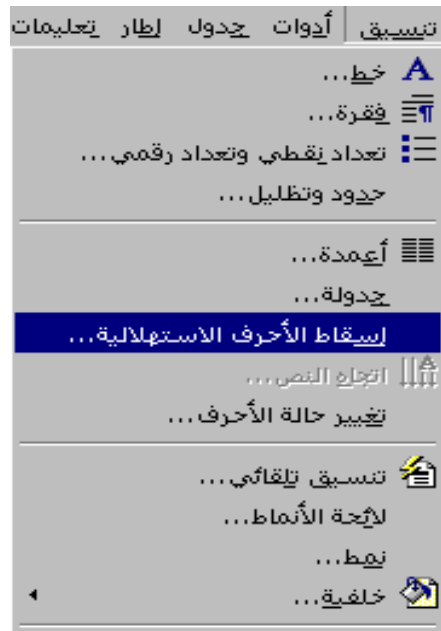 تنسيق أدوات جدول إطار تعليمات
خط...
فقرة...
تعداد نقطي وتعداد رقمي...
حدود وتظليل...
أعمدة...
جدولة...
إسقاط الأحرف الاستهلالية...
اتجاه النص...
تغيير حالة الأحرف...
تنسيق تلقائي...
لائحة الأنماط...
نمط...
خلفية...